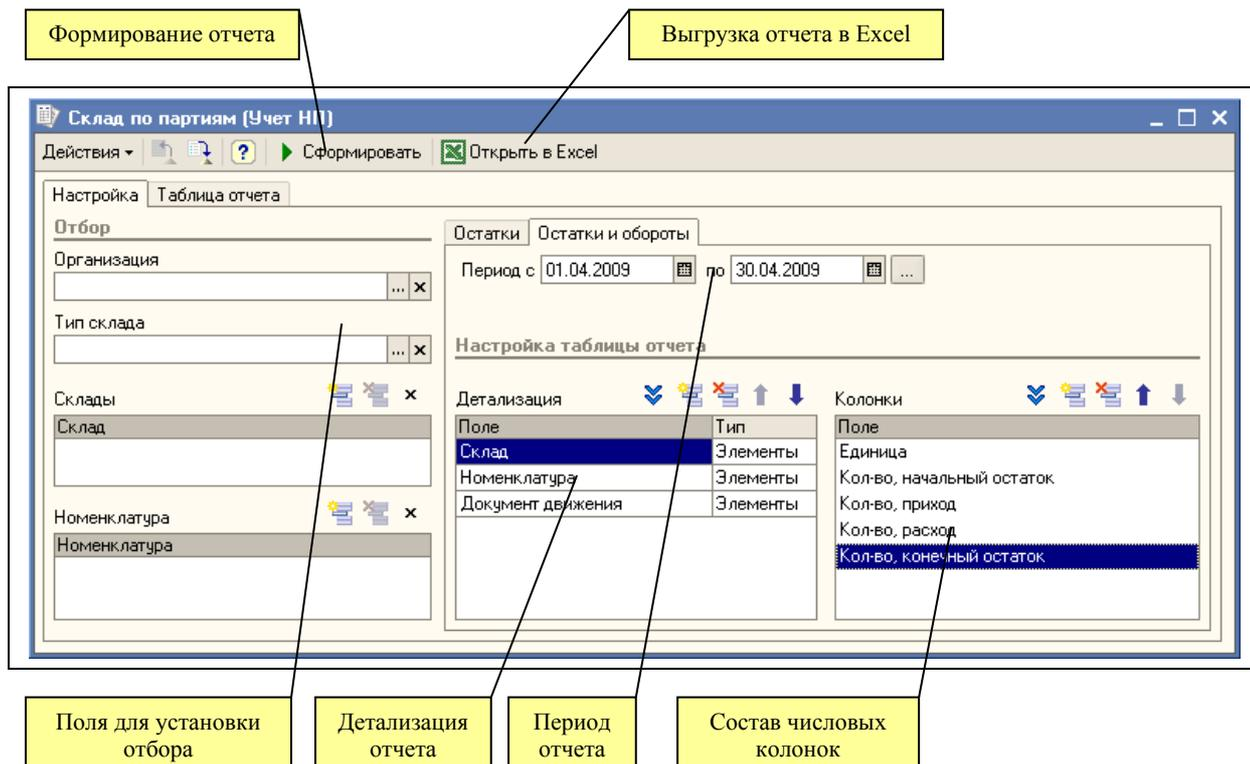 Формирование отчета
Выгрузка отчета в Excel
Склад по партиям (Учет НП)
Действия
Сформировать
Открыть в Excel
Настройка
Таблица отчета
Отбор
Организация
...
Тип склада
...
Склады
Склад
Номенклатура
Номенклатура
Остатки
Остатки и обороты
Период с 01.04.2009 по 30.04.2009 ...
Настройка таблицы отчета
Детализация
Поле Тип
Склад Элементы
Номенклатура Элементы
Документ движения Элементы
Колонки
Поле
Единица
Кол-во, начальный остаток
Кол-во, приход
Кол-во, расход
Кол-во, конечный остаток
Поля для установки
отбора
Детализация
отчета
Период
отчета
Состав числовых
колонок